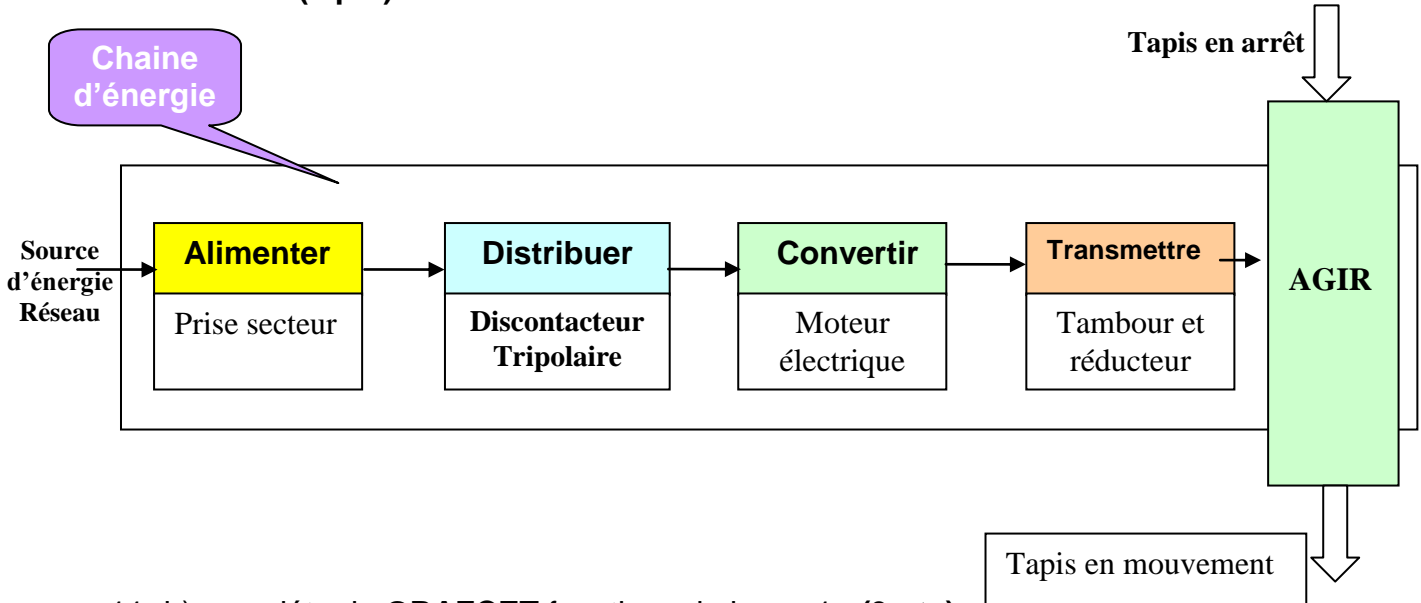 Tapis en arrêt
Chaine
d’énergie
Source
d’énergie
Réseau
Alimenter
Prise secteur
Distribuer
Discontacteur
Tripolaire
Convertir
Moteur
électrique
Transmettre
Tambour et
réducteur
AGIR
Tapis en mouvement